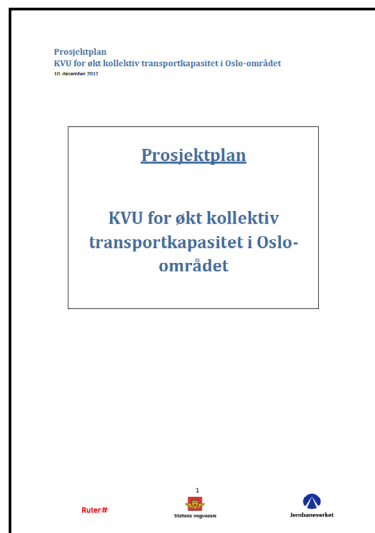 Prosjektplan
KVU for økt kollektiv transportkapasitet i Oslo-området
10. desember 2012
Prosjektplan
KVU for økt kollektiv
transportkapasitet i Oslo-
området
1
Ruter#
Statens vegvesen
Jernbaneverket